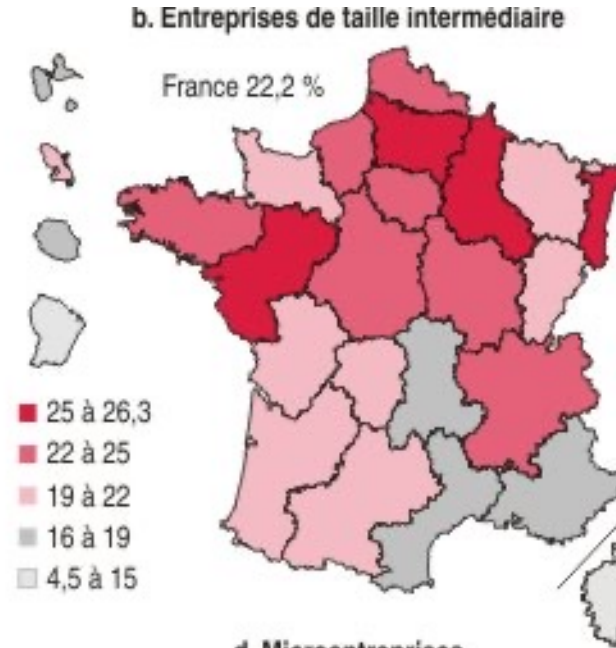 b. Entreprises de taille intermédiaire
France 22,2 %
25 à 26,3
22 à 25
19 à 22
16 à 19
4,5 à 15